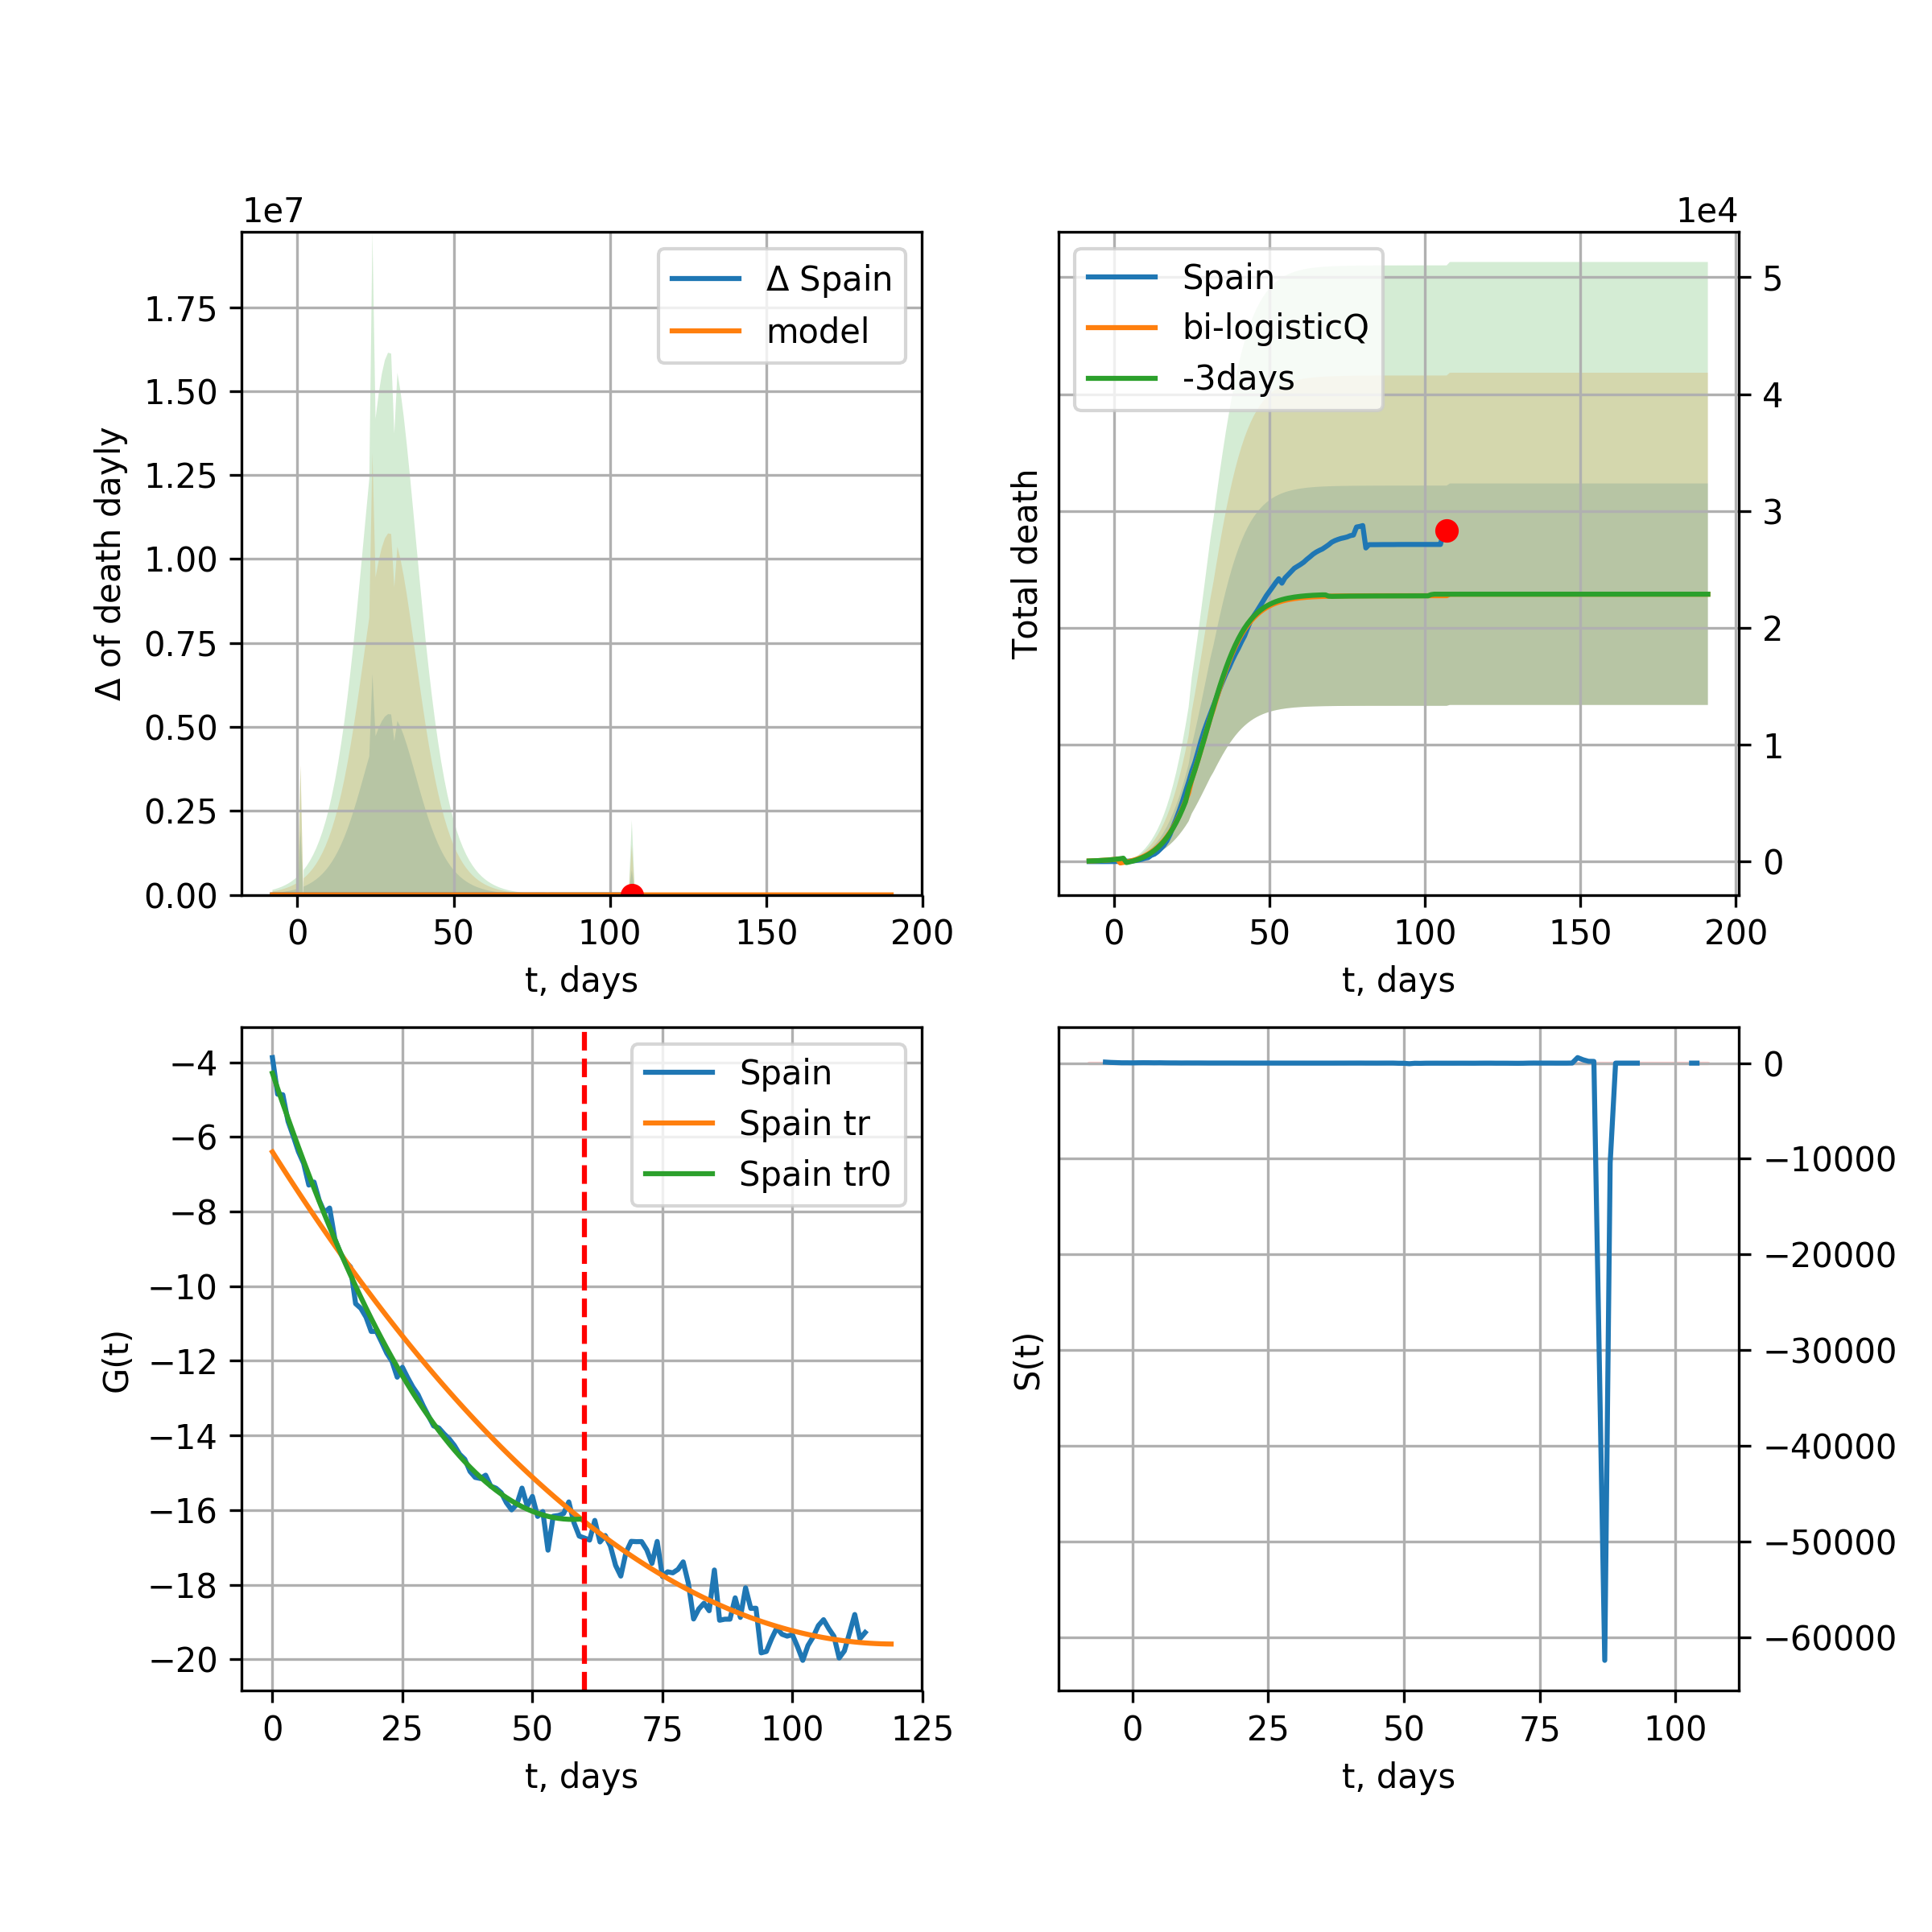 1e7
Δ of death dayly
1.75
1.50
1.25
1.00
0.75
0.50
0.25
0.00
0 50 100 150 200
t, days
Δ Spain
model
1e4
Total death
5
4
3
2
1
0
0 50 100 150 200
t, days
Spain
bi-logisticQ
-3days
G(t)
−4
−6
−8
−10
−12
−14
−16
−18
−20
0 25 50 75 100 125
t, days
Spain
Spain tr
Spain tr0
S(t)
0
−10000
−20000
−30000
−40000
−50000
−60000
0 25 50 75 100
t, days